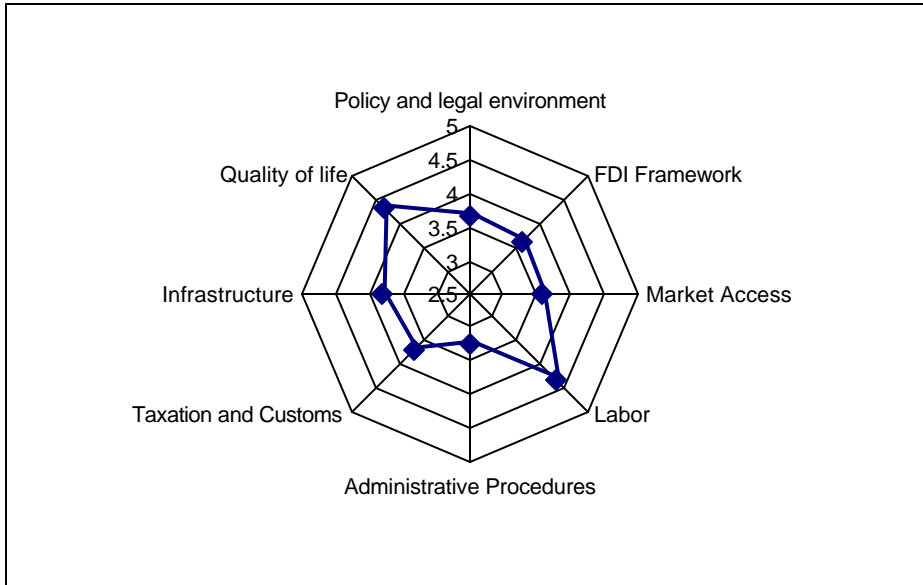 Policy and legal environment
5
Quality of life
4.5
FDI Framework
4
3.5
3
Infrastructure
2.5
Market Access
Taxation and Customs
Labor
Administrative Procedures